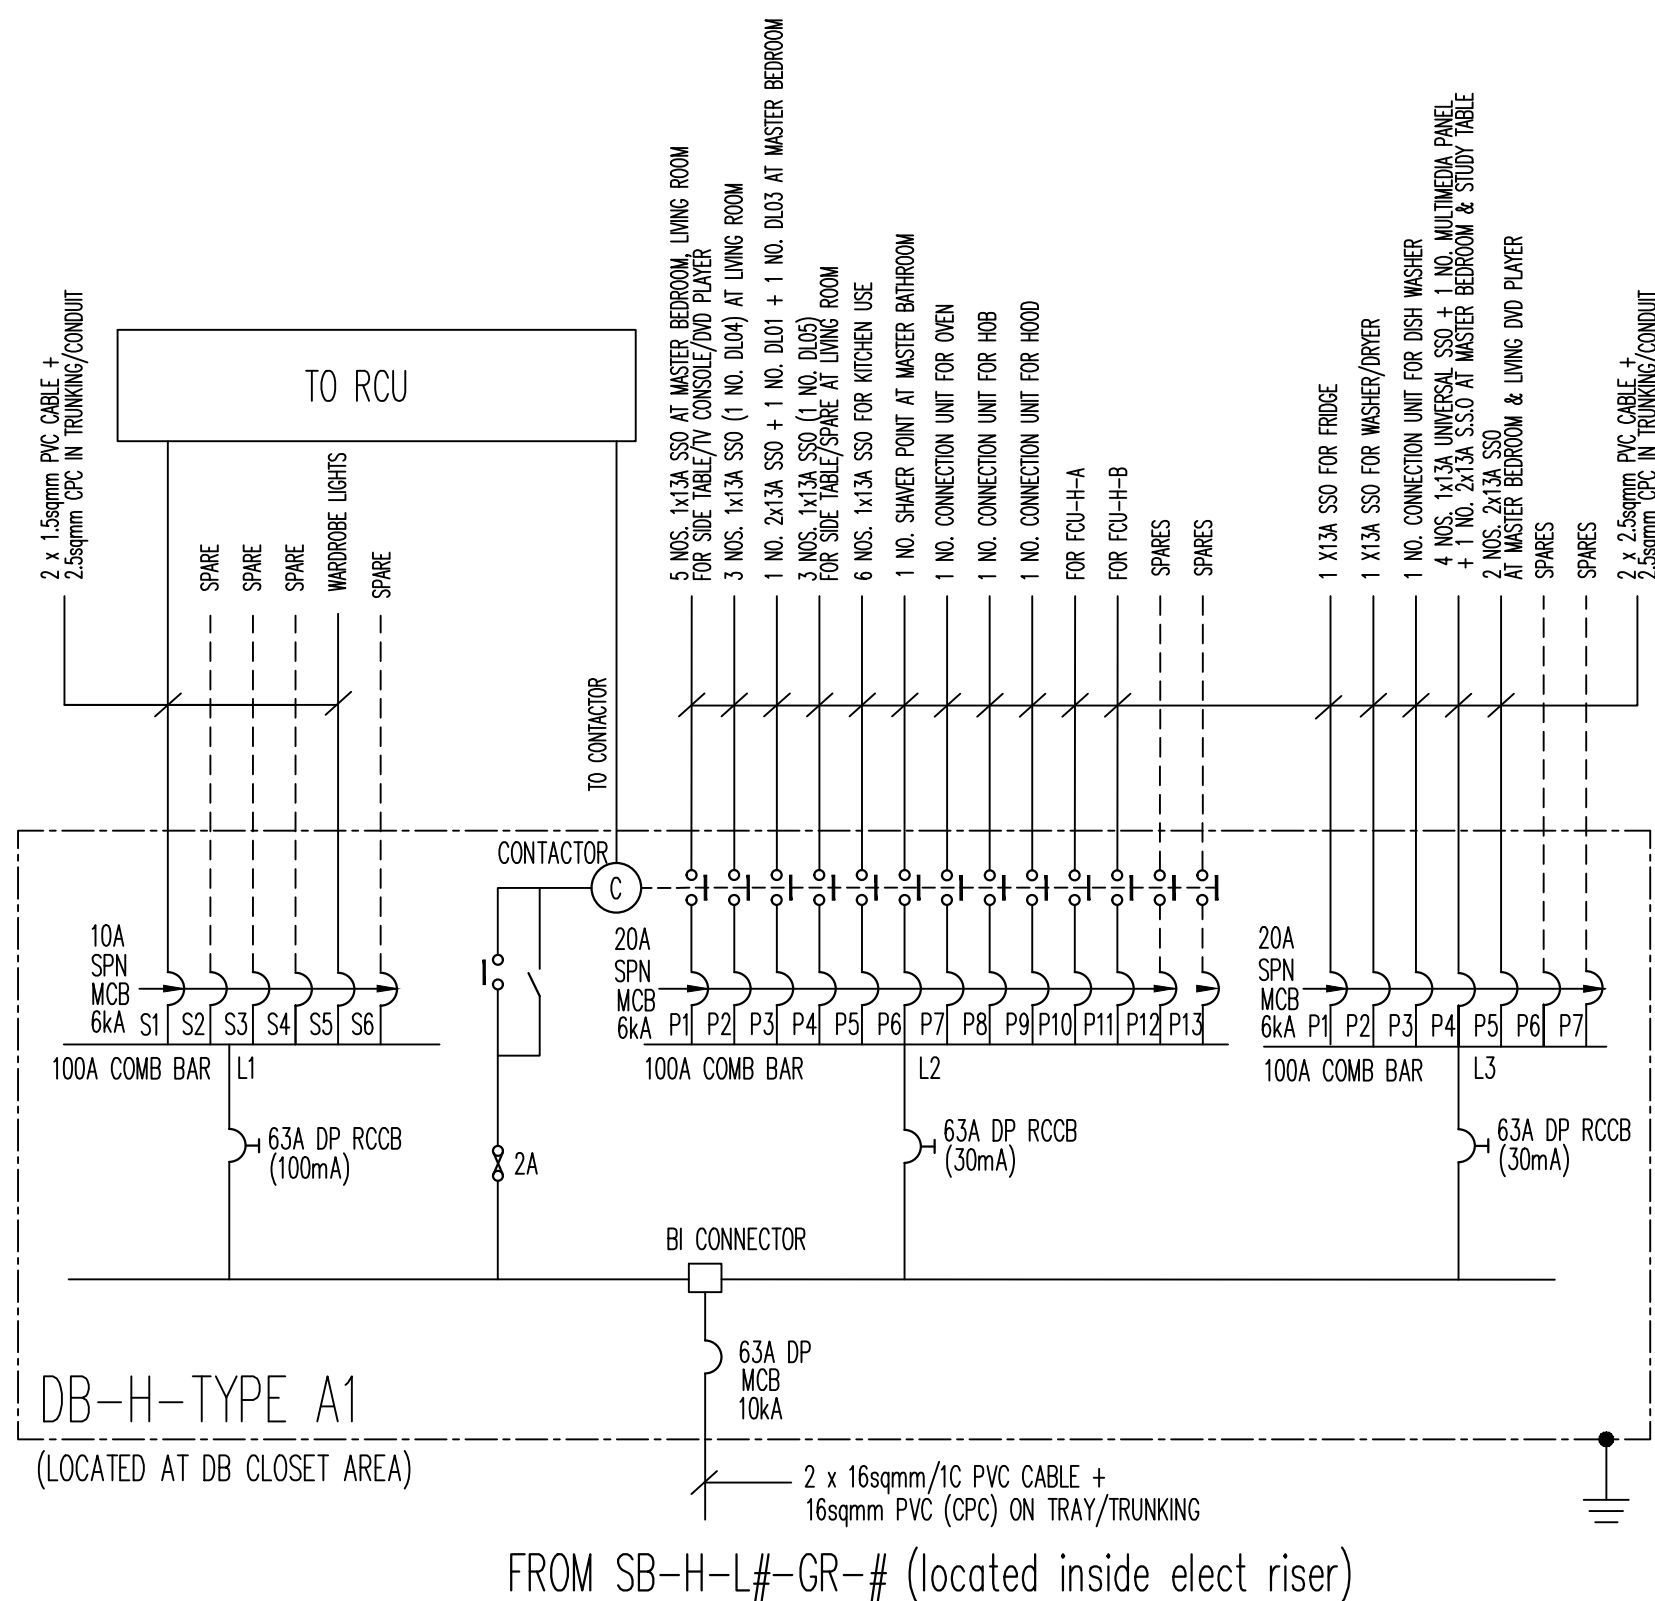 2 x 1.5sqmm PVC CABLE +
2.5sqmm CPC IN TRUNKING/CONDUIT
TO RCU
SPARE
SPARE
SPARE
WARDROBE LIGHTS
SPARE
TO CONTACTOR
5 NOS. 1x13A SSO AT MASTER BEDROOM, LIVING ROOM
FOR SIDE TABLE/TV CONSOLE/DVD PLAYER
3 NOS. 1x13A SSO (1 NO. DL04) AT LIVING ROOM
1 NO. 2x13A SSO + 1 NO. DL01 + 1 NO. DL03 AT MASTER BEDROOM
3 NOS. 1x13A SSO (1 NO. DL05)
FOR SIDE TABLE/SPARE AT LIVING ROOM
6 NOS. 1x13A SSO FOR KITCHEN USE
1 NO. SHAVER POINT AT MASTER BATHROOM
1 NO. CONNECTION UNIT FOR OVEN
1 NO. CONNECTION UNIT FOR HOB
1 NO. CONNECTION UNIT FOR HOOD
FOR FCU-H-A
FOR FCU-H-B
SPARES
SPARES
1 X13A SSO FOR FRIDGE
1 X13A SSO FOR WASHER/DRYER
1 NO. CONNECTION UNIT FOR DISH WASHER
4 NOS. 1x13A UNIVERSAL SSO + 1 NO. MULTIMEDIA PANEL
+ 1 NO. 2x13A S.S.O AT MASTER BEDROOM & STUDY TABLE
2 NOS. 2x13A SSO
AT MASTER BEDROOM & LIVING DVD PLAYER
SPARES
SPARES
2 x 2.5sqmm PVC CABLE +
2.5sqmm CPC IN TRUNKING/CONDUIT
CONTACTOR
C
10A
SPN
MCB
6kA
S1 S2 S3 S4 S5 S6
100A COMB BAR L1
63A DP RCCB
(100mA)
2A
20A
SPN
MCB
6kA
P1 P2 P3 P4 P5 P6 P7 P8 P9 P10 P11 P12 P13
100A COMB BAR L2
63A DP RCCB
(30mA)
20A
SPN
MCB
6kA
P1 P2 P3 P4 P5 P6 P7
100A COMB BAR L3
63A DP RCCB
(30mA)
BI CONNECTOR
63A DP
MCB
10kA
DB-H-TYPE A1
(LOCATED AT DB CLOSET AREA)
2 x 16sqmm/1C PVC CABLE +
16sqmm PVC (CPC) ON TRAY/TRUNKING
FROM SB-H-L#-GR-# (located inside elect riser)